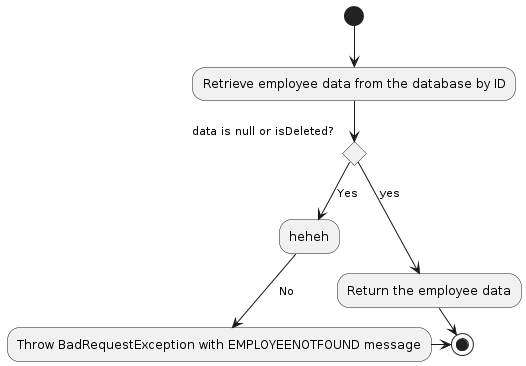 Retrieve employee data from the database by ID
data is null or isDeleted?
Yes
yes
heheh
Return the employee data
No
Throw BadRequestException with EMPLOYEENOTFOUND message